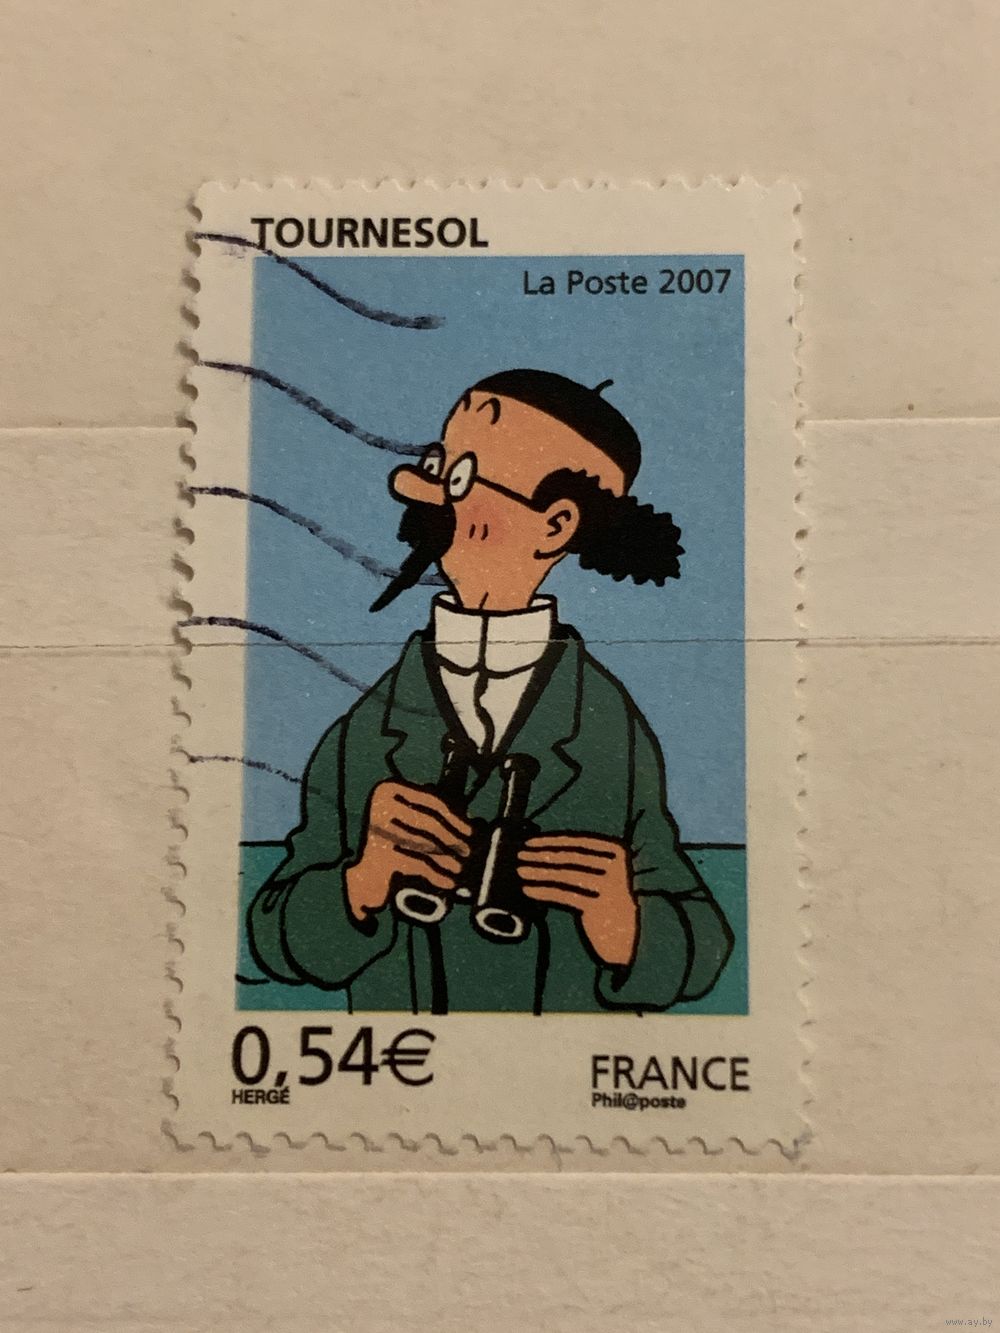 TOURNESOL
La Poste 2007
0,54€
HERGÉ
FRANCE
Phil@poste
www.ay.by